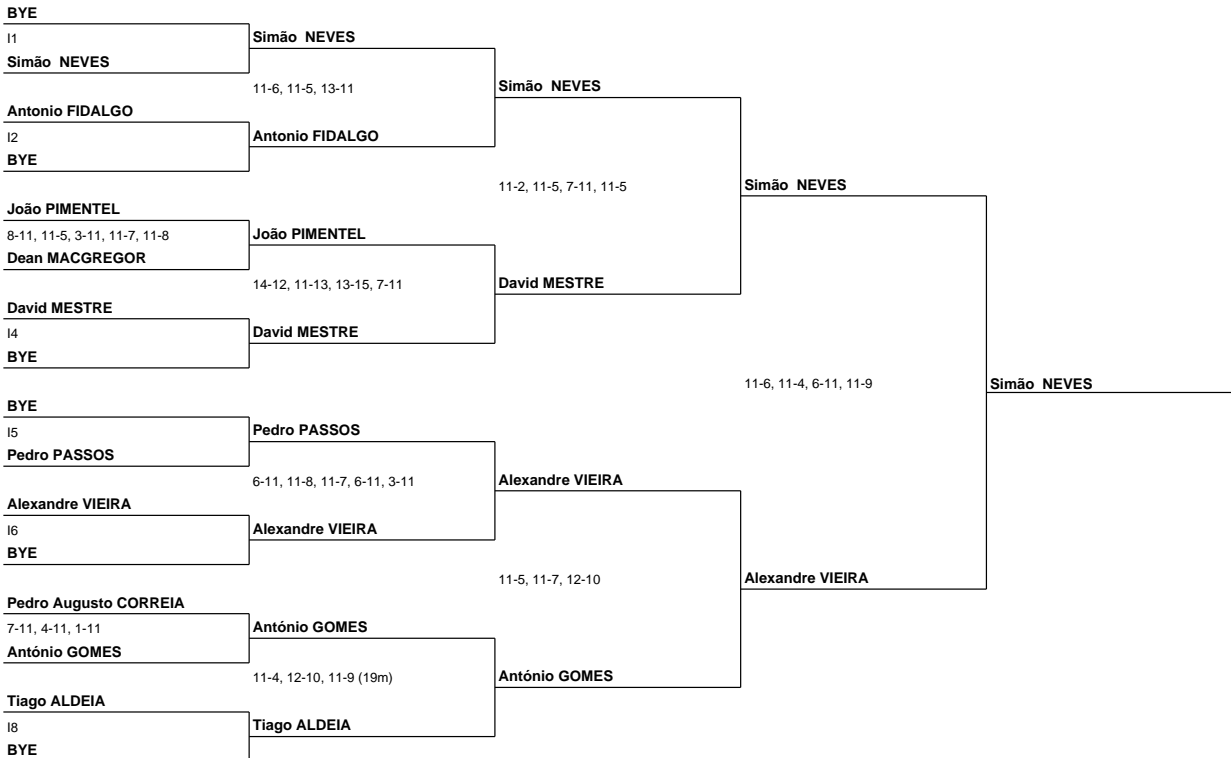 BYE
I1
Simão NEVES
Simão NEVES
11-6, 11-5, 13-11
Simão NEVES
Antonio FIDALGO
I2
Antonio FIDALGO
BYE
11-2, 11-5, 7-11, 11-5
Simão NEVES
João PIMENTEL
8-11, 11-5, 3-11, 11-7, 11-8
João PIMENTEL
Dean MACGREGOR
14-12, 11-13, 13-15, 7-11
David MESTRE
David MESTRE
I4
David MESTRE
BYE
11-6, 11-4, 6-11, 11-9
Simão NEVES
BYE
I5
Pedro PASSOS
Pedro PASSOS
6-11, 11-8, 11-7, 6-11, 3-11
Alexandre VIEIRA
Alexandre VIEIRA
I6
Alexandre VIEIRA
BYE
11-5, 11-7, 12-10
Alexandre VIEIRA
Pedro Augusto CORREIA
7-11, 4-11, 1-11
António GOMES
António GOMES
11-4, 12-10, 11-9 (19m)
António GOMES
Tiago ALDEIA
I8
Tiago ALDEIA
BYE